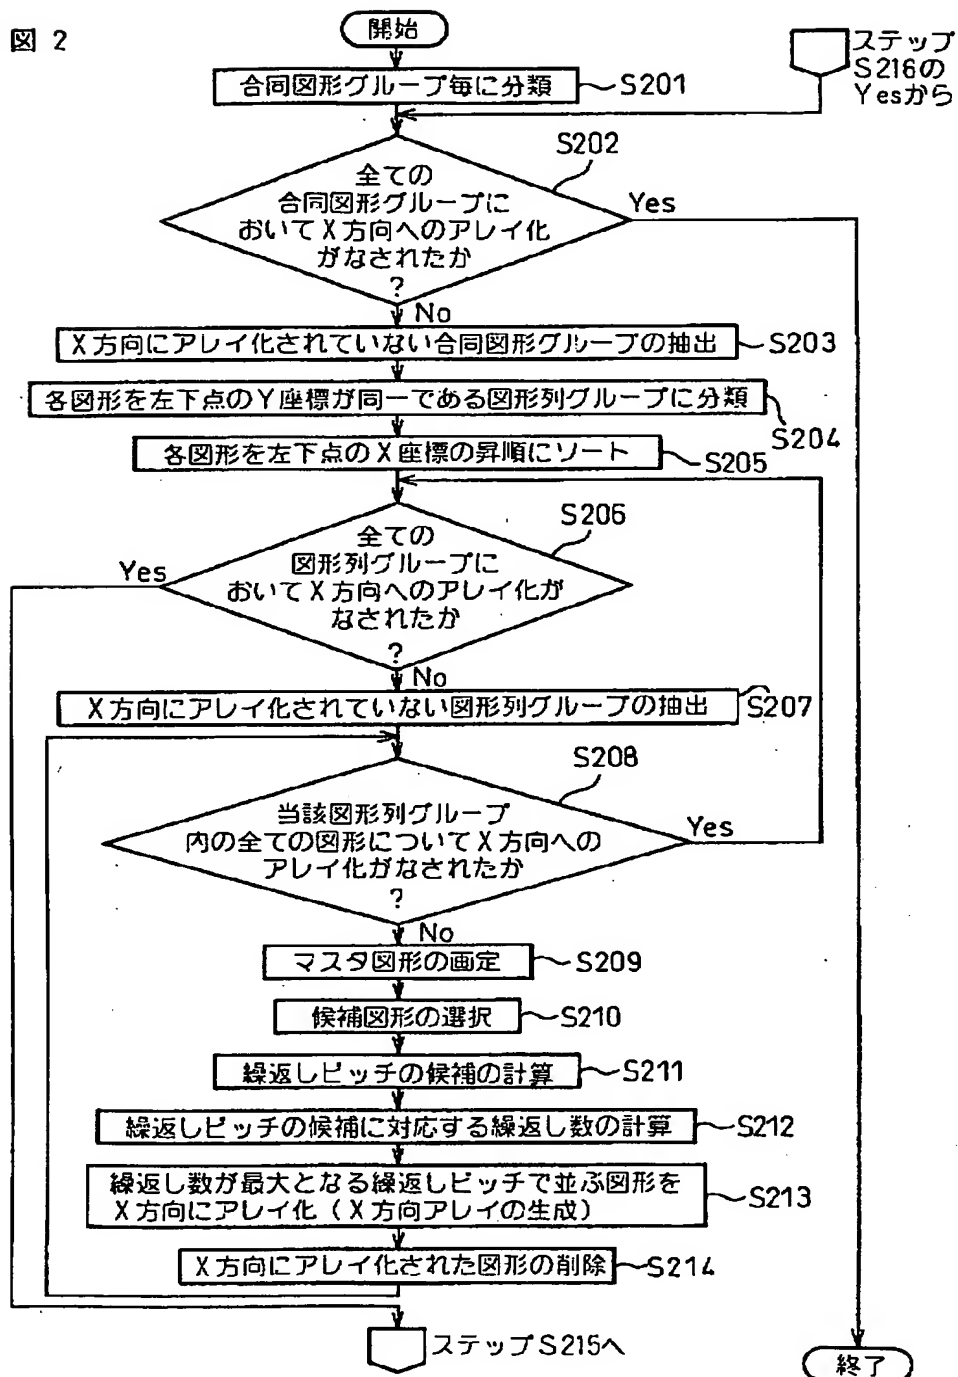 図 2
開始
ステップ
S216の
Yesから
合同図形グループ毎に分類
S201
S202
全ての
合同図形グループに
おいてX方向へのアレイ化
がなされたか
?
Yes
No
X方向にアレイ化されていない合同図形グループの抽出
S203
各図形を左下点のY座標が同一である図形列グループに分類
S204
各図形を左下点のX座標の昇順にソート
S205
S206
全ての
図形列グループに
おいてX方向へのアレイ化が
なされたか
?
Yes
No
X方向にアレイ化されていない図形列グループの抽出
S207
S208
当該図形列グループ
内の全ての図形についてX方向への
アレイ化がなされたか
?
Yes
No
マスタ図形の画定
S209
候補図形の選択
S210
繰返しピッチの候補の計算
S211
繰返しピッチの候補に対応する繰返し数の計算
S212
繰返し数が最大となる繰返しピッチで並ぶ図形を
X方向にアレイ化(X方向アレイの生成)
S213
X方向にアレイ化された図形の削除
S214
ステップS215へ
終了